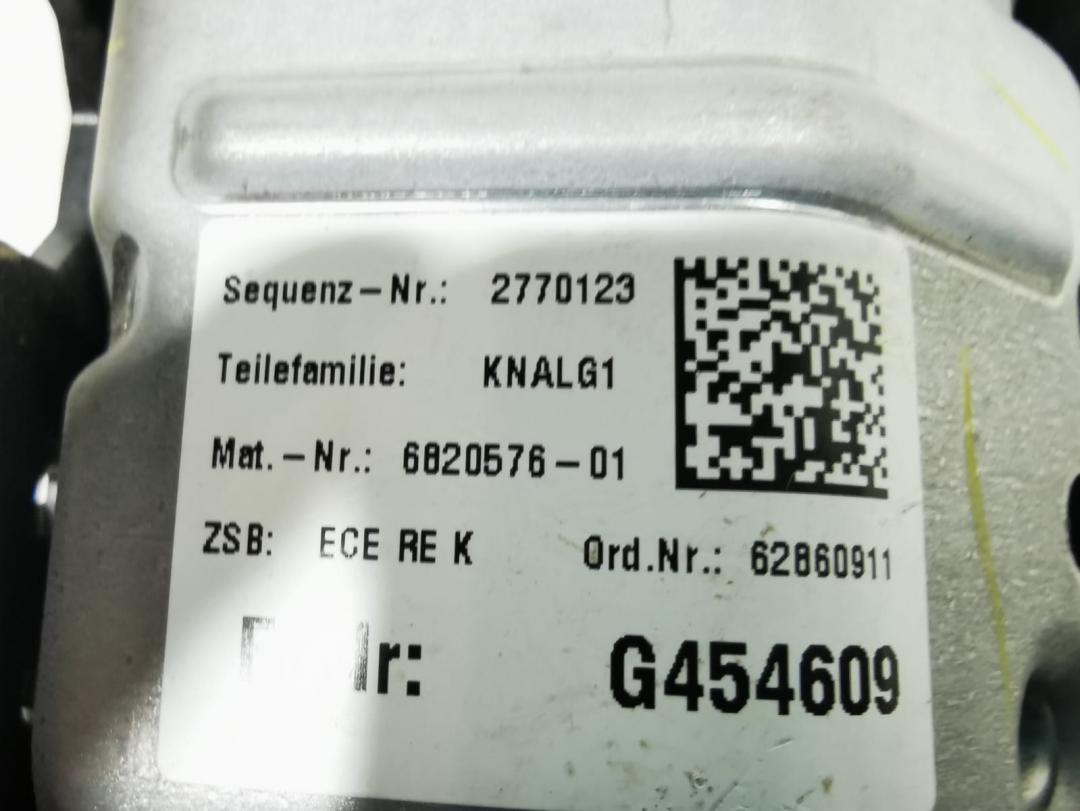 Sequenz-Nr.: 2770123
Teilefamilie: KNALG1
Mat.-Nr.: 6820576-01
ZSB: ECE RE K Ord.Nr.: 62860911
G454609